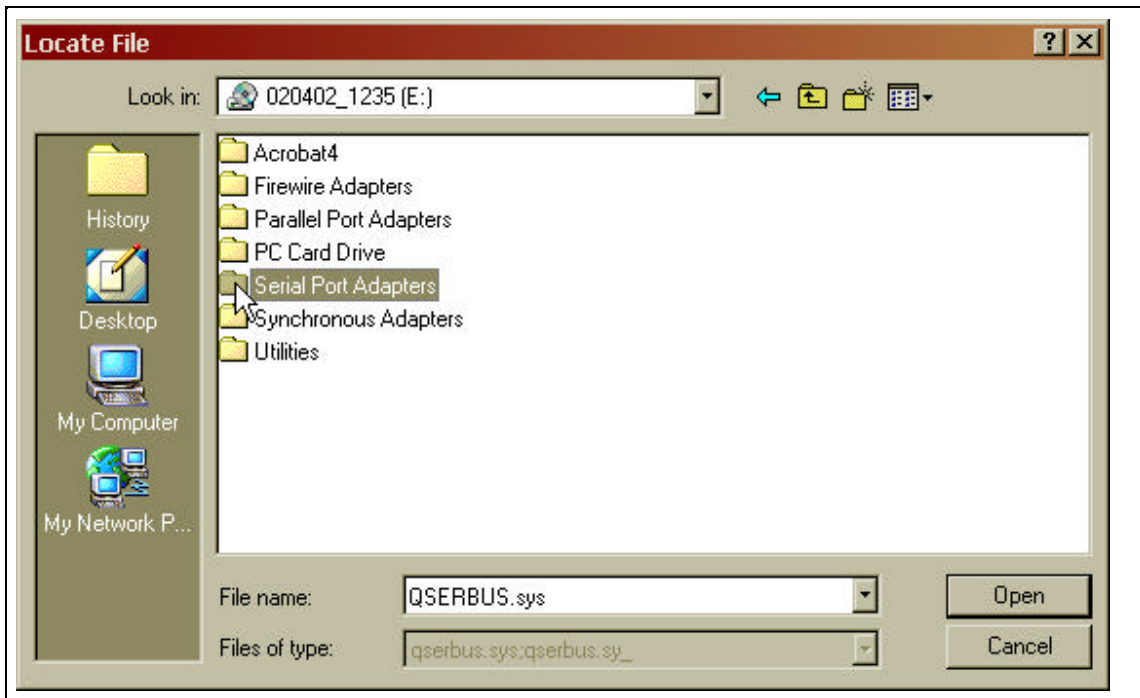 Locate File
Look in: 020402_1235 (E:)
Acrobat4
Firewire Adapters
Parallel Port Adapters
PC Card Drive
Serial Port Adapters
Synchronous Adapters
Utilities
History
Desktop
My Computer
My Network P...
File name: QSERBUS.sys Open
Files of type: qserbus.sys;qserbus.sy_ Cancel